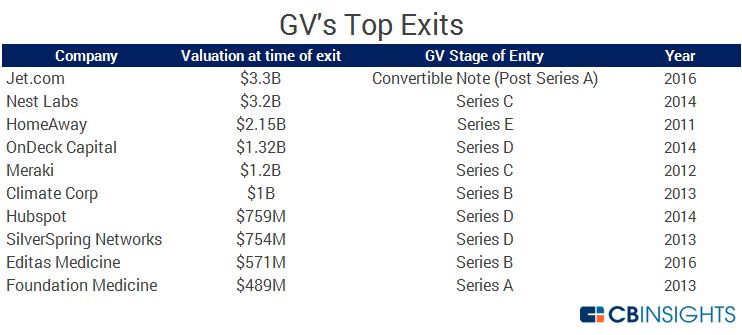 GV's Top Exits
Company Valuation at time of exit GV Stage of Entry Year
Jet.com $3.3B Convertible Note (Post Series A) 2016
Nest Labs $3.2B Series C 2014
HomeAway $2.15B Series E 2011
OnDeck Capital $1.32B Series D 2014
Meraki $1.2B Series C 2012
Climate Corp $1B Series B 2013
Hubspot $759M Series D 2014
SilverSpring Networks $754M Series D 2013
Editas Medicine $571M Series B 2016
Foundation Medicine $489M Series A 2013
CBINSIGHTS